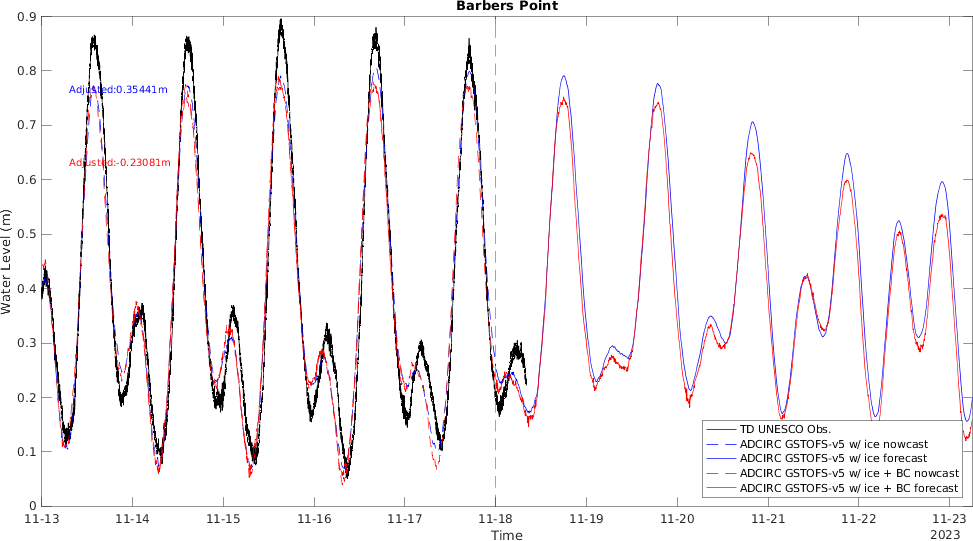 Barbers Point
0.9
0.8
0.7
0.6
0.5
0.4
0.3
0.2
0.1
0
Water Level (m)
Adjusted:0.35441m
Adjusted:-0.23081m
TD UNESCO Obs.
ADCIRC GSTOFS-v5 w/ ice nowcast
ADCIRC GSTOFS-v5 w/ ice forecast
ADCIRC GSTOFS-v5 w/ ice + BC nowcast
ADCIRC GSTOFS-v5 w/ ice + BC forecast
11-13 11-14 11-15 11-16 11-17 11-18 11-19 11-20 11-21 11-22 11-23
Time 2023